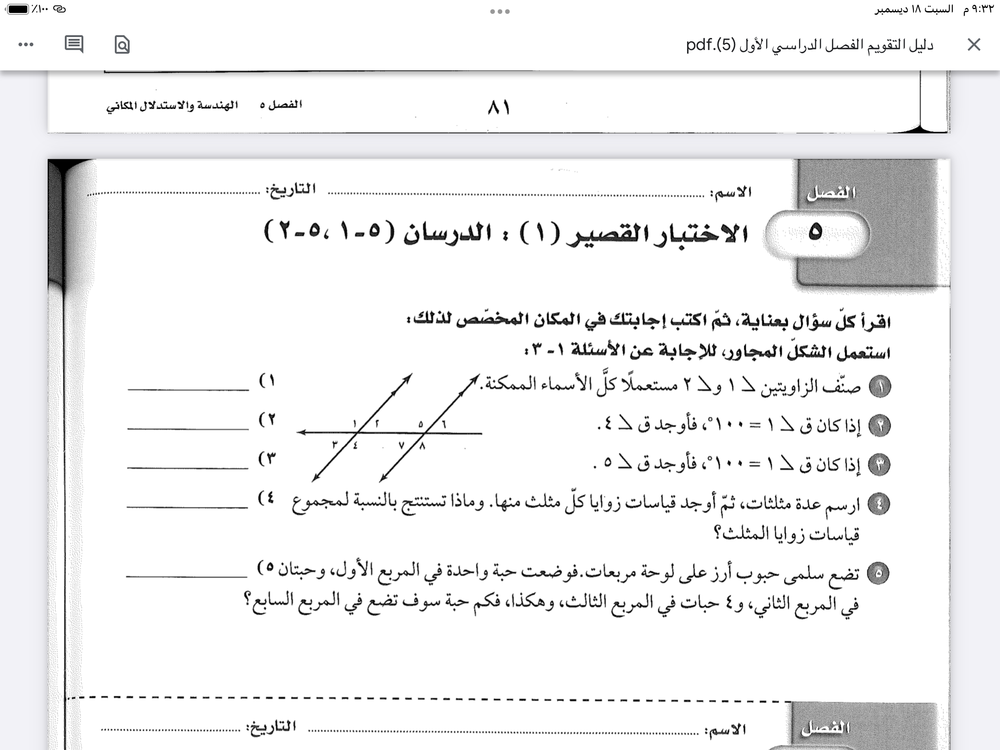 ٩:٣٢ م السبت ١٨ ديسمبر
٪١٠٠
دليل التقويم الفصل الدراسي الأول (5).pdf
٨١
الفصل ٥ الهندسة والاستدلال المكاني
الفصل
٥
الاسم: التاريخ:
الاختبار القصير (١) : الدرسان (٥-١ ،٥-٢)
اقرأ كلّ سؤال بعناية، ثمّ اكتب إجابتك في المكان المخصّص لذلك:
استعمل الشكل المجاور، للإجابة عن الأسئلة ١-٣:
١ صنّف الزاويتين ∠ ١ و∠ ٢ مستعملًا كلَّ الأسماء الممكنة.
١)
٢ إذا كان ق ∠ ١ = ١٠٠°، فأوجد ق ∠ ٤.
٢)
٣ إذا كان ق ∠ ١ = ١٠٠°، فأوجد ق ∠ ٥ .
٣)
١ ٢ ٥ ٦
٣ ٤ ٧ ٨
٤ ارسم عدة مثلثات، ثمّ أوجد قياسات زوايا كلّ مثلث منها. وماذا تستنتج بالنسبة لمجموع
٤)
قياسات زوايا المثلث؟
٥ تضع سلمى حبوب أرز على لوحة مربعات.فوضعت حبة واحدة في المربع الأول، وحبتان
٥)
في المربع الثاني، و٤ حبات في المربع الثالث، وهكذا، فكم حبة سوف تضع في المربع السابع؟
الفصل
الاسم: التاريخ: